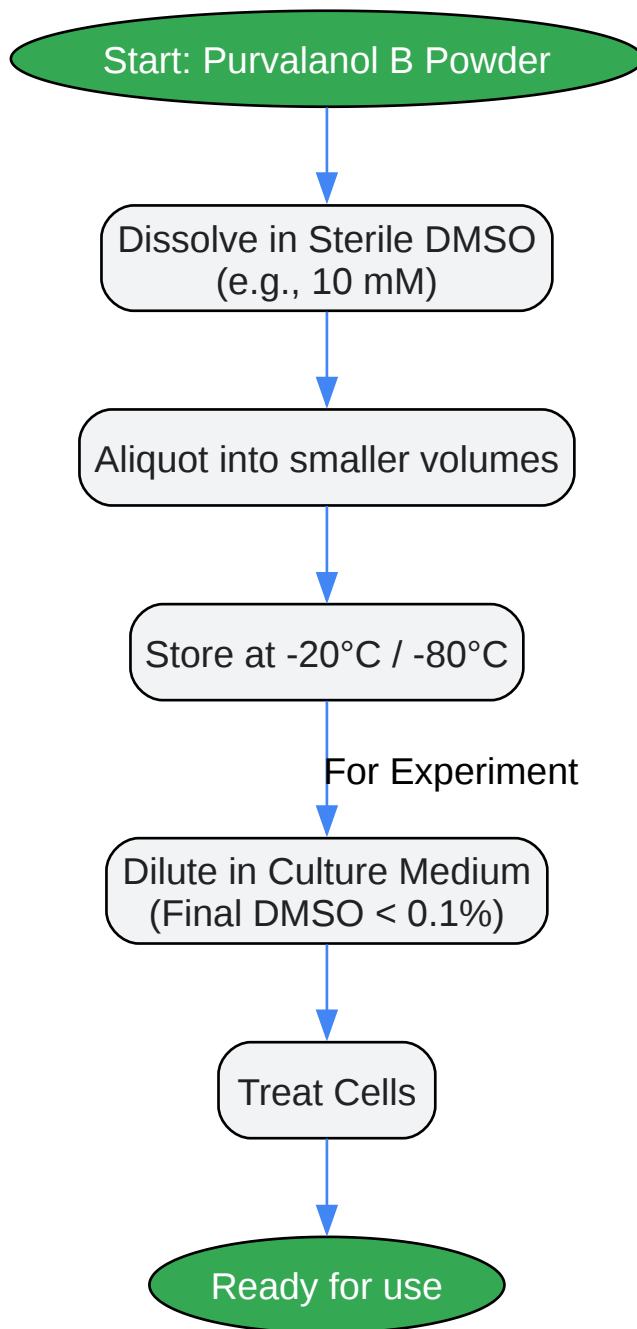 Start: Purvalanol B Powder
Dissolve in Sterile DMSO
(e.g., 10 mM)
Aliquot into smaller volumes
Store at -20°C / -80°C
For Experiment
Dilute in Culture Medium
(Final DMSO < 0.1%)
Treat Cells
Ready for use